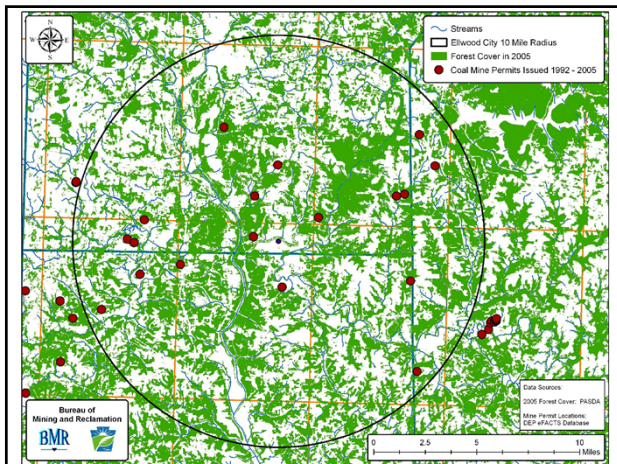 N
W E
S
Streams
Ellwood City 10 Mile Radius
Forest Cover in 2005
Coal Mine Permits Issued 1992 - 2005
Bureau of
Mining and Reclamation
BMR
Data Sources:
2005 Forest Cover: PASDA
Mine Permit Locations:
DEP eFACTS Database
0 2.5 5 10
Miles